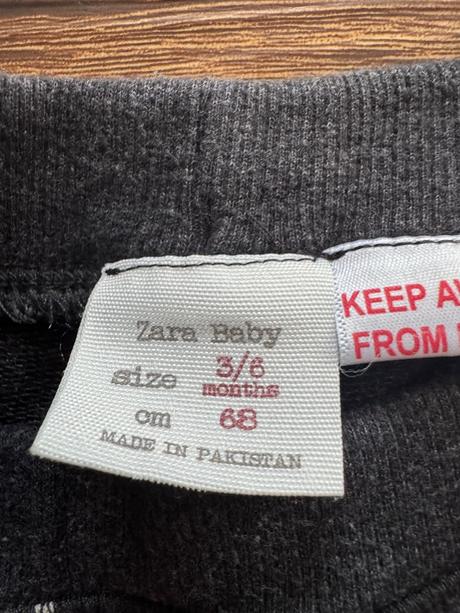 Zara Baby
size 3/6 months
cm 68
MADE IN PAKISTAN
KEEP
FROM